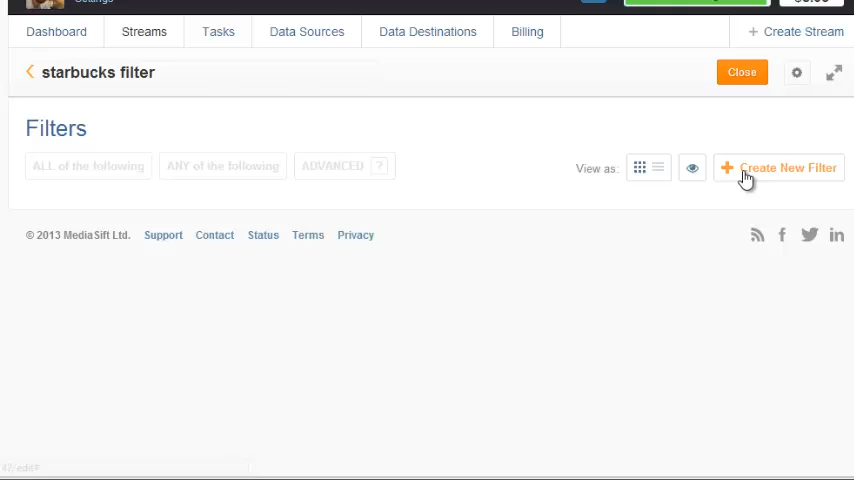 Settings
Dashboard Streams Tasks Data Sources Data Destinations Billing + Create Stream
starbucks filter Close
Filters
ALL of the following ANY of the following ADVANCED ? View as: Create New Filter
© 2013 MediaSift Ltd. Support Contact Status Terms Privacy